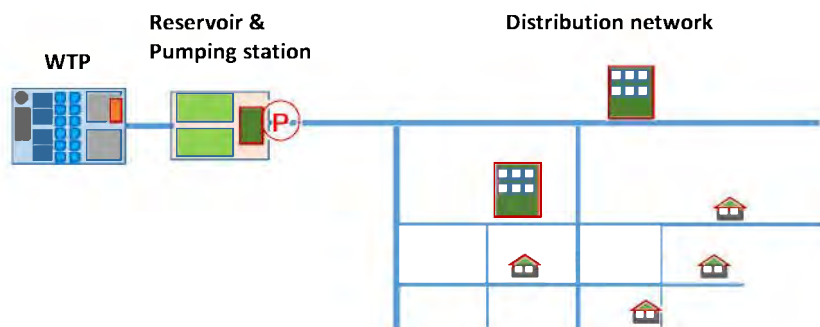 Reservoir &
Pumping station
Distribution network
WTP
P